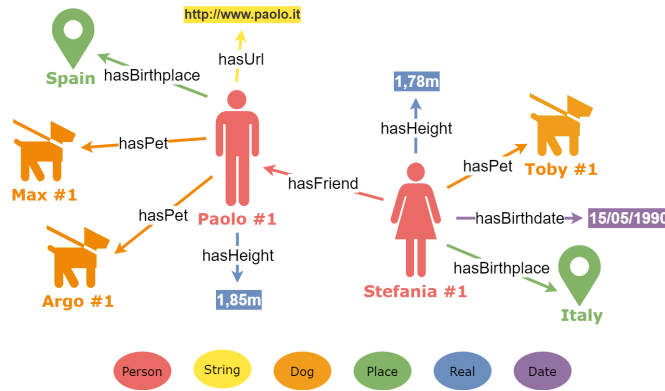 http://www.paolo.it
hasUrl
Spain
hasBirthplace
1,78m
hasHeight
hasPet
Max #1
hasFriend
hasPet
Toby #1
Paolo #1
hasPet
hasBirthdate
15/05/1990
hasHeight
hasBirthplace
Argo #1
1,85m
Stefania #1
Italy
Person
String
Dog
Place
Real
Date